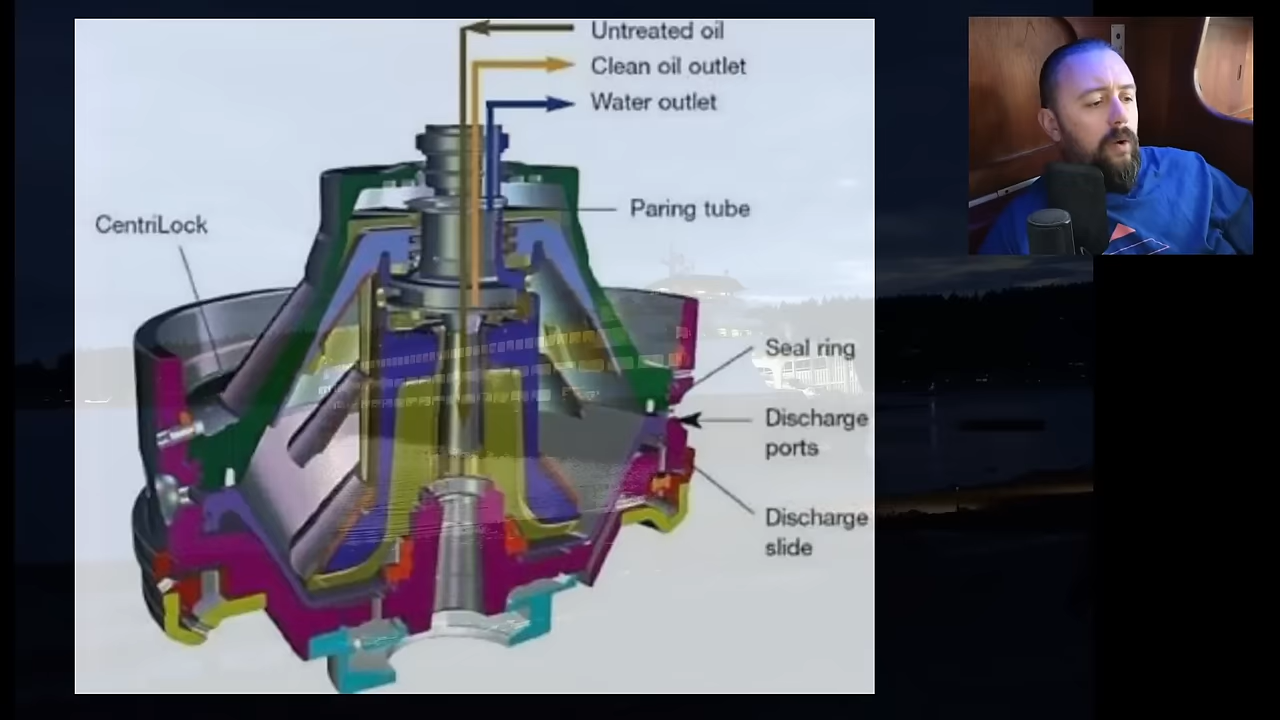 Untreated oil
Clean oil outlet
Water outlet
Paring tube
CentriLock
Seal ring
Discharge
ports
Discharge
slide